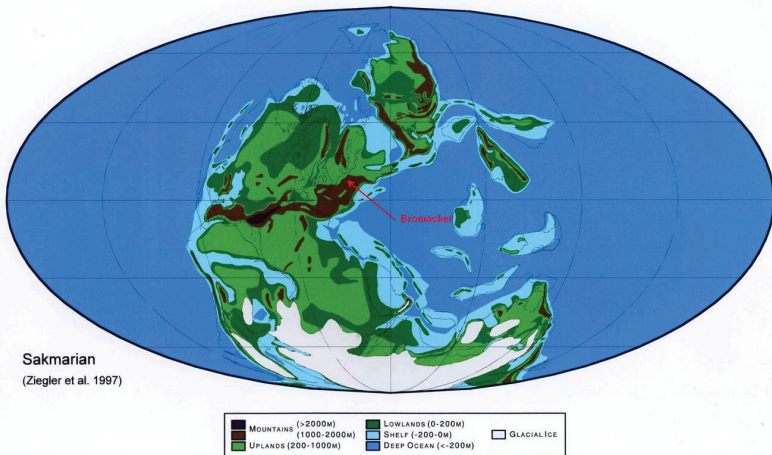 Bromacker
Sakmarian
(Ziegler et al. 1997)
MOUNTAINS (>2000M)
(1000-2000M)
UPLANDS (200-1000M)
LOWLANDS (0-200M)
SHELF (-200-0M)
DEEP OCEAN (<-200M)
GLACIAL ICE